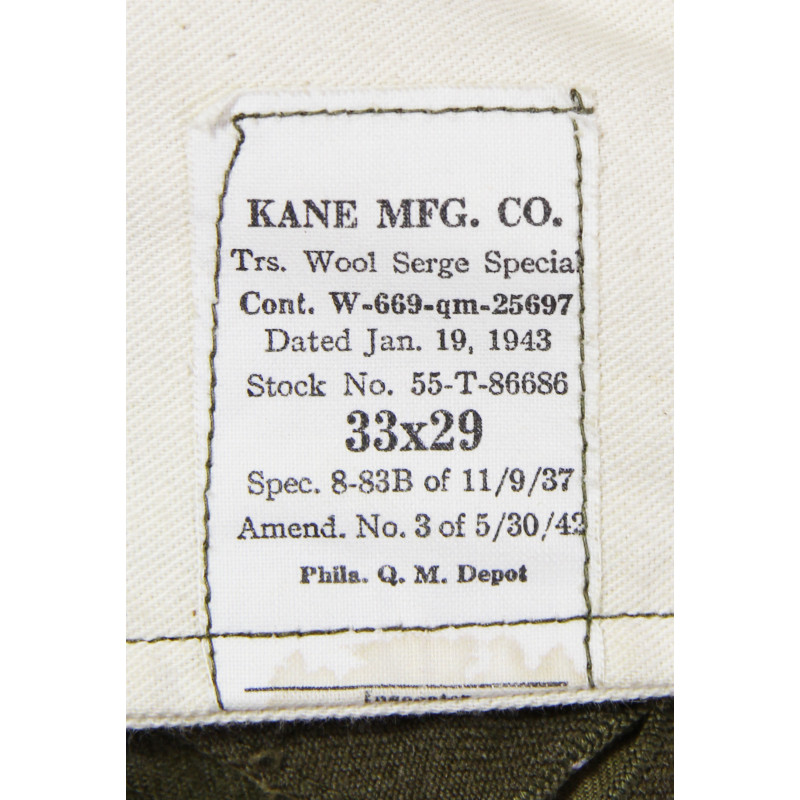 KANE MFG. CO.
Trs. Wool Serge Special
Cont. W-669-qm-25697
Dated Jan. 19, 1943
Stock No. 55-T-86686
33x29
Spec. 8-83B of 11/9/37
Amend. No. 3 of 5/30/42
Phila. Q. M. Depot
Inspector